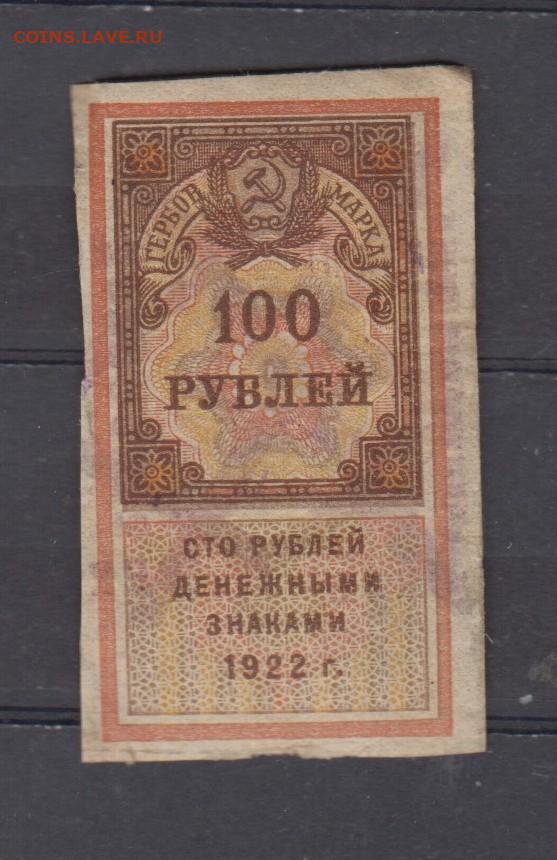 COINS.LAVE.RU
ГЕРБОВ МАРКА
100
РУБЛЕЙ
СТО РУБЛЕЙ
ДЕНЕЖНЫМИ
ЗНАКАМИ
1922 г.